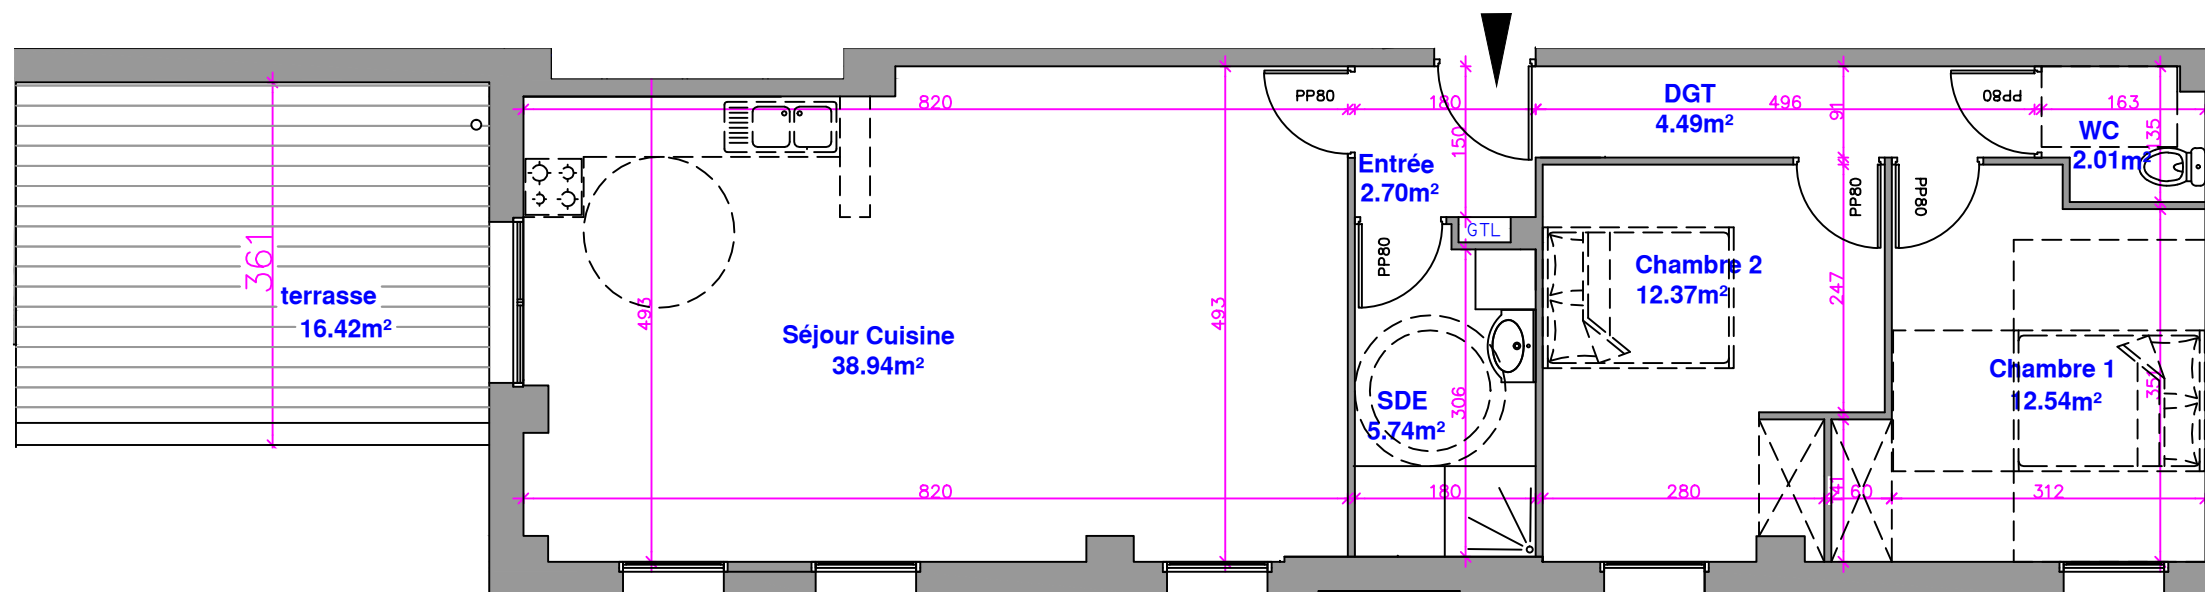 820
PP80
180
DGT
496
PP80
163
4.49m²
91
WC
135
2.01m²
150
Entrée
2.70m²
PP80
PP80
GTL
361
PP80
Chambre 2
12.37m²
247
terrasse
16.42m²
493
493
Séjour Cuisine
38.94m²
Chambre 1
12.54m²
351
SDE
5.74m²
306
820
180
280
141
60
312